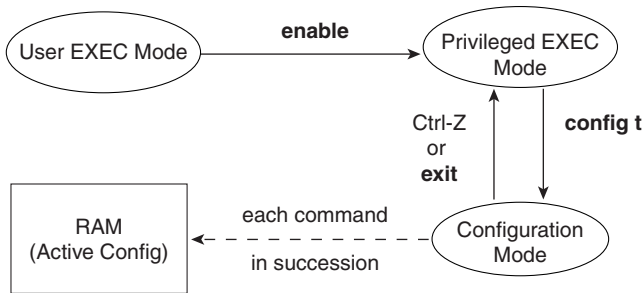 enable
User EXEC Mode
Privileged EXEC
Mode
Ctrl-Z
or
exit
config t
RAM
(Active Config)
each command
in succession
Configuration
Mode